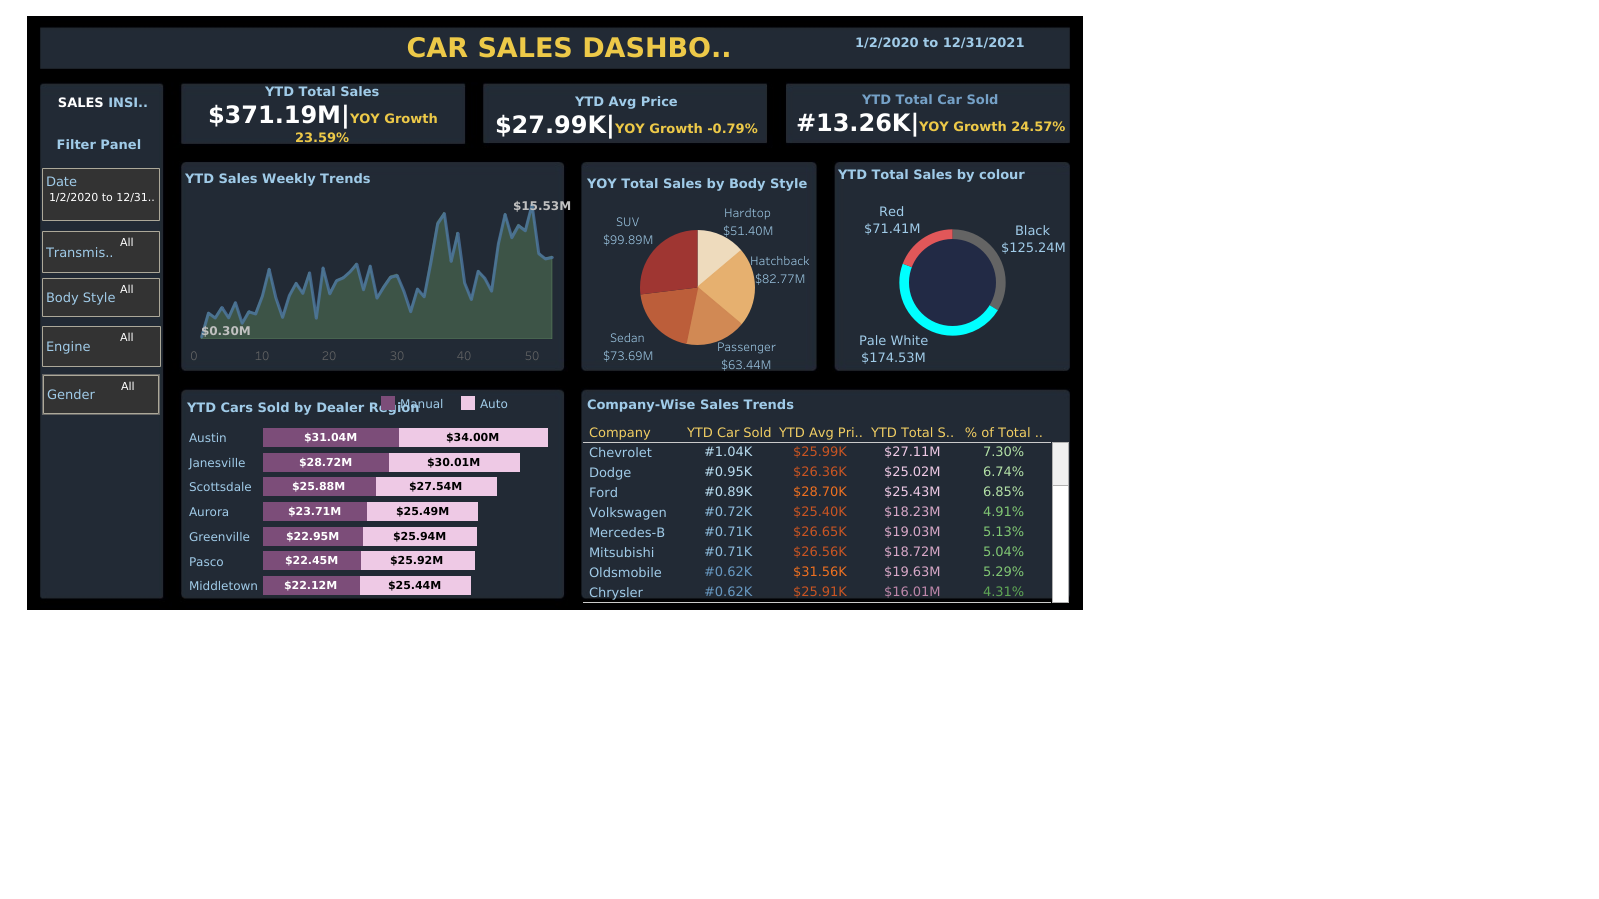 CAR SALES DASHBO..
1/2/2020 to 12/31/2021
SALES INSI..
Filter Panel
Date
1/2/2020 to 12/31..
Transmis..
All
Body Style
All
Engine
All
Gender
All
YTD Total Sales
$371.19M|YOY Growth
23.59%
YTD Avg Price
$27.99K|YOY Growth -0.79%
YTD Total Car Sold
#13.26K|YOY Growth 24.57%
YTD Sales Weekly Trends
$15.53M
$0.30M
0 10 20 30 40 50
YOY Total Sales by Body Style
SUV
$99.89M
Hardtop
$51.40M
Hatchback
$82.77M
Sedan
$73.69M
Passenger
$63.44M
YTD Total Sales by colour
Red
$71.41M
Black
$125.24M
Pale White
$174.53M
YTD Cars Sold by Dealer Region
Manual Auto
Austin $31.04M $34.00M
Janesville $28.72M $30.01M
Scottsdale $25.88M $27.54M
Aurora $23.71M $25.49M
Greenville $22.95M $25.94M
Pasco $22.45M $25.92M
Middletown $22.12M $25.44M
Company-Wise Sales Trends
Company YTD Car Sold YTD Avg Pri.. YTD Total S.. % of Total ..
Chevrolet #1.04K $25.99K $27.11M 7.30%
Dodge #0.95K $26.36K $25.02M 6.74%
Ford #0.89K $28.70K $25.43M 6.85%
Volkswagen #0.72K $25.40K $18.23M 4.91%
Mercedes-B #0.71K $26.65K $19.03M 5.13%
Mitsubishi #0.71K $26.56K $18.72M 5.04%
Oldsmobile #0.62K $31.56K $19.63M 5.29%
Chrysler #0.62K $25.91K $16.01M 4.31%